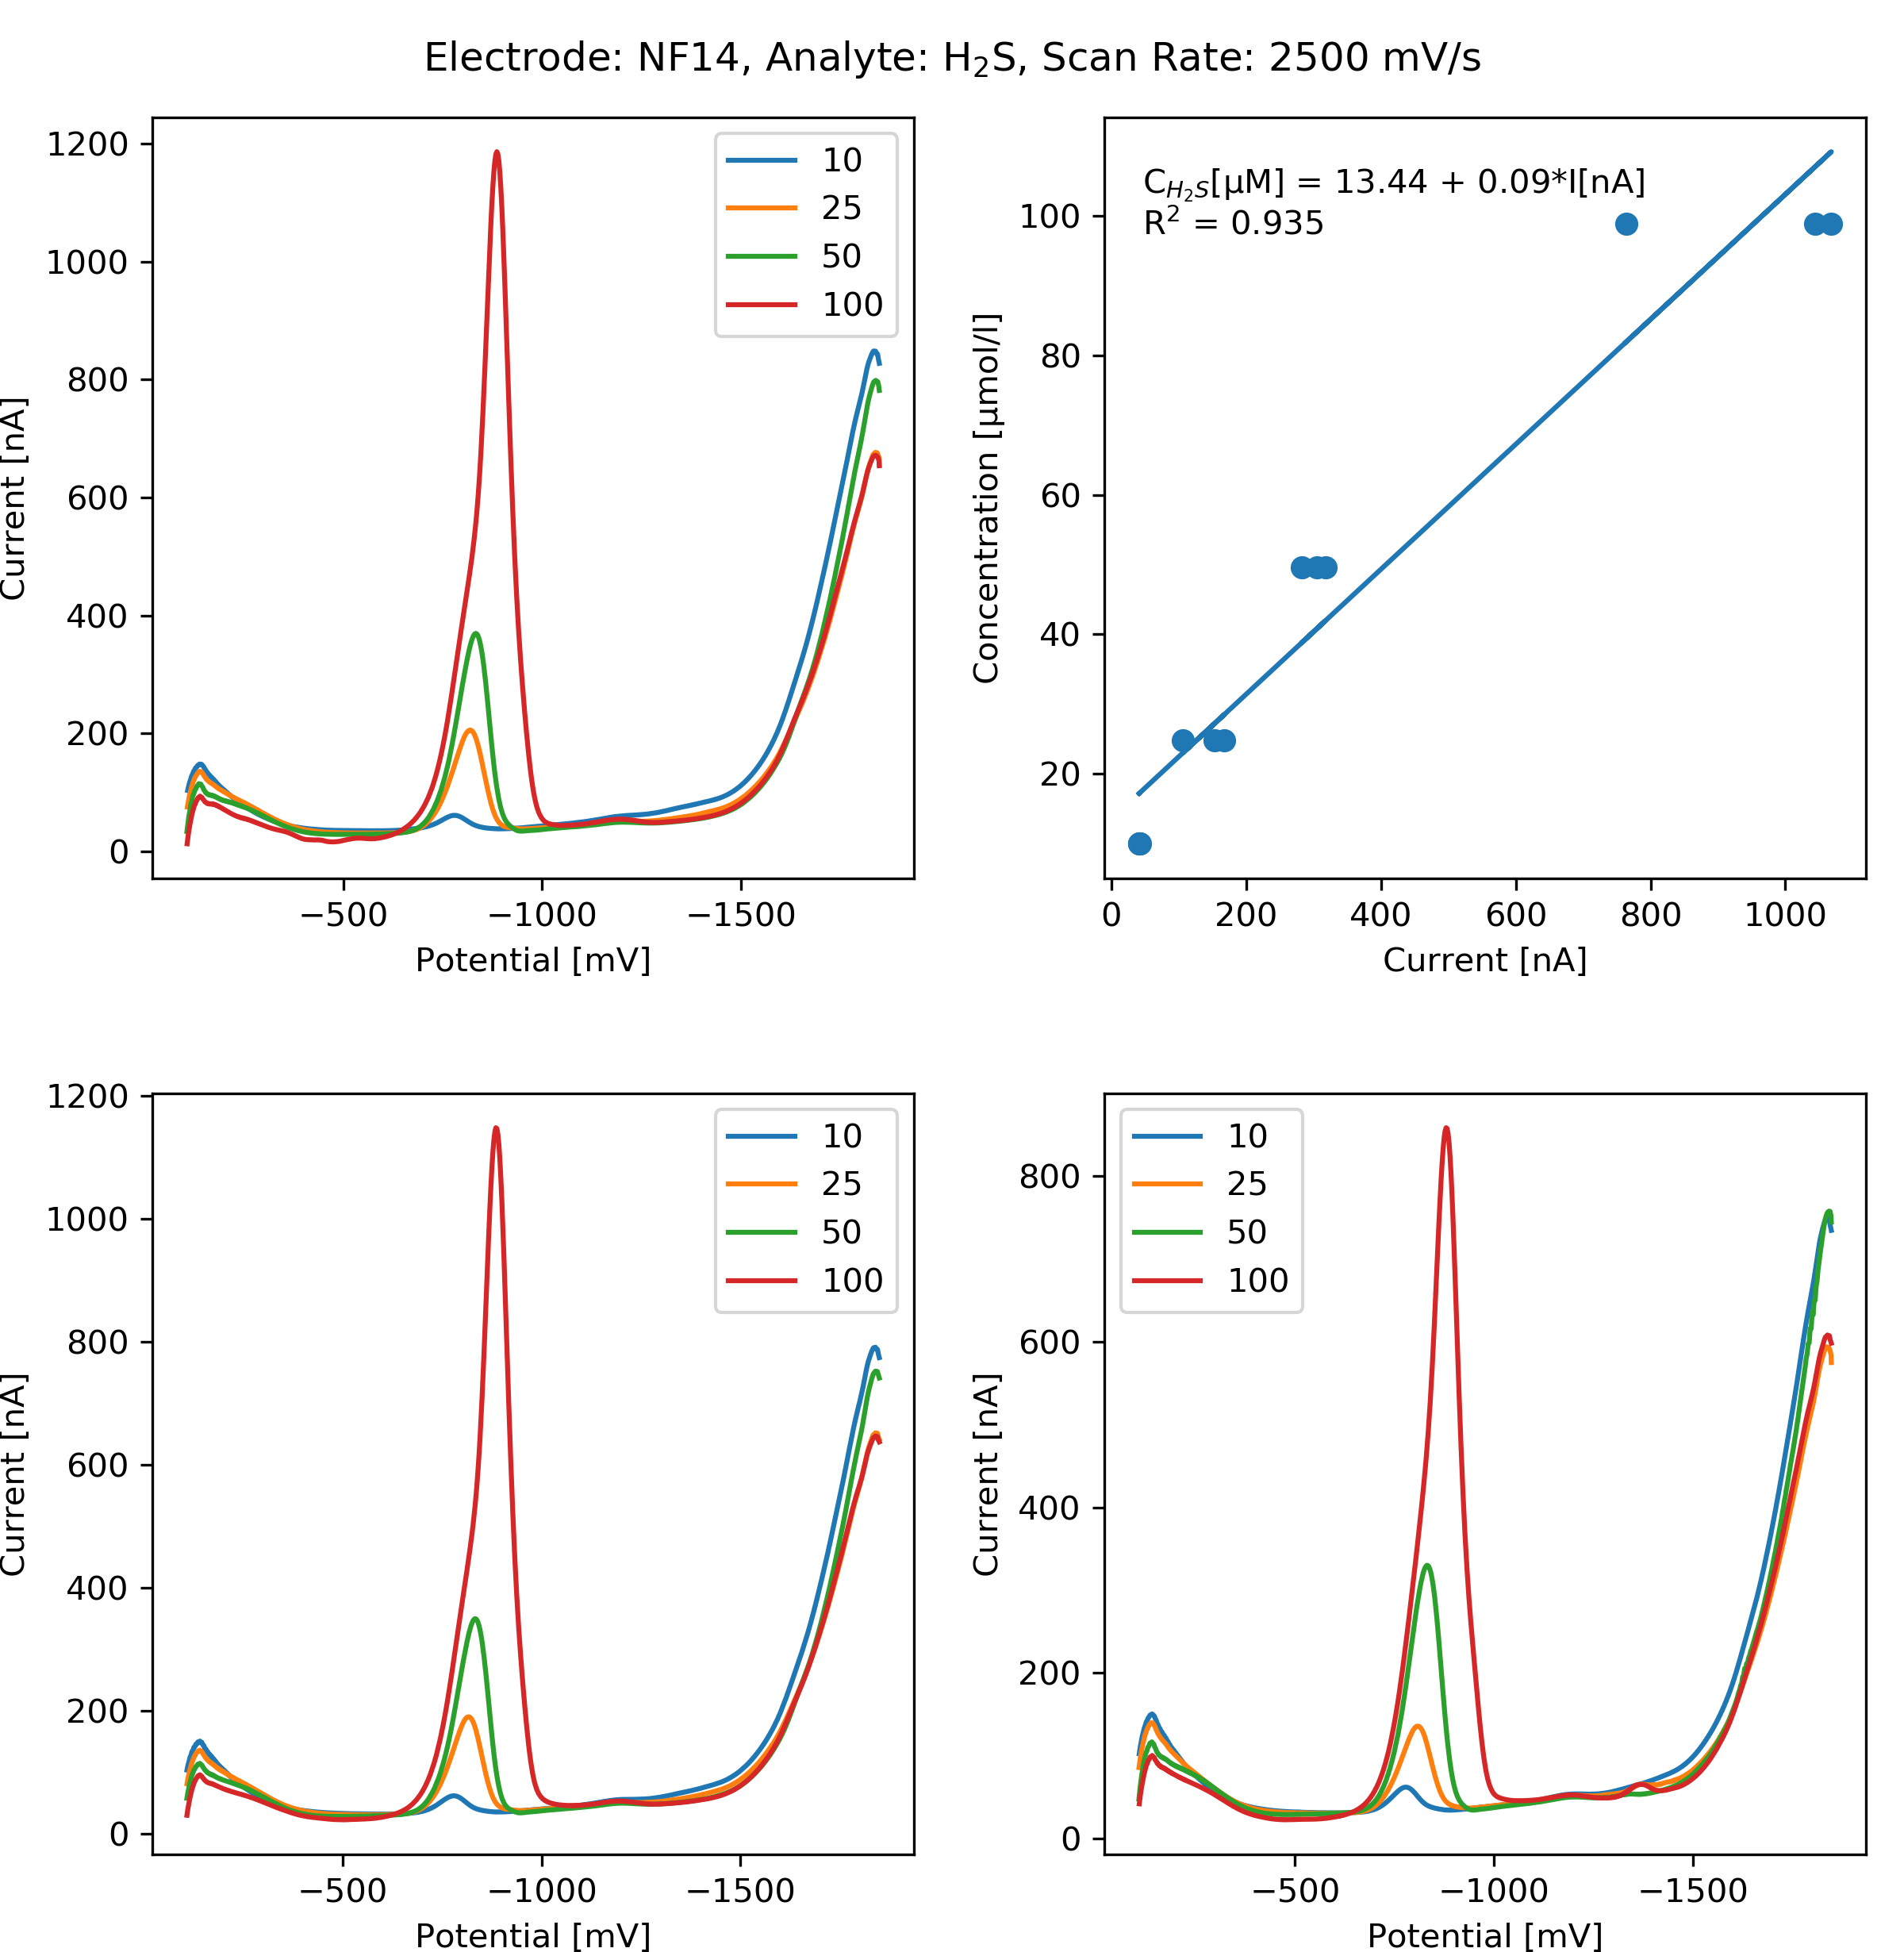 Electrode: NF14, Analyte: H₂S, Scan Rate: 2500 mV/s
1200
1000
800
600
400
200
0
Current [nA]
−500 −1000 −1500
Potential [mV]
10
25
50
100
C_H₂S[µM] = 13.44 + 0.09*I[nA]
R² = 0.935
100
80
60
40
20
Concentration [µmol/l]
0 200 400 600 800 1000
Current [nA]
1200
1000
800
600
400
200
0
Current [nA]
−500 −1000 −1500
Potential [mV]
10
25
50
100
800
600
400
200
0
Current [nA]
−500 −1000 −1500
Potential [mV]
10
25
50
100